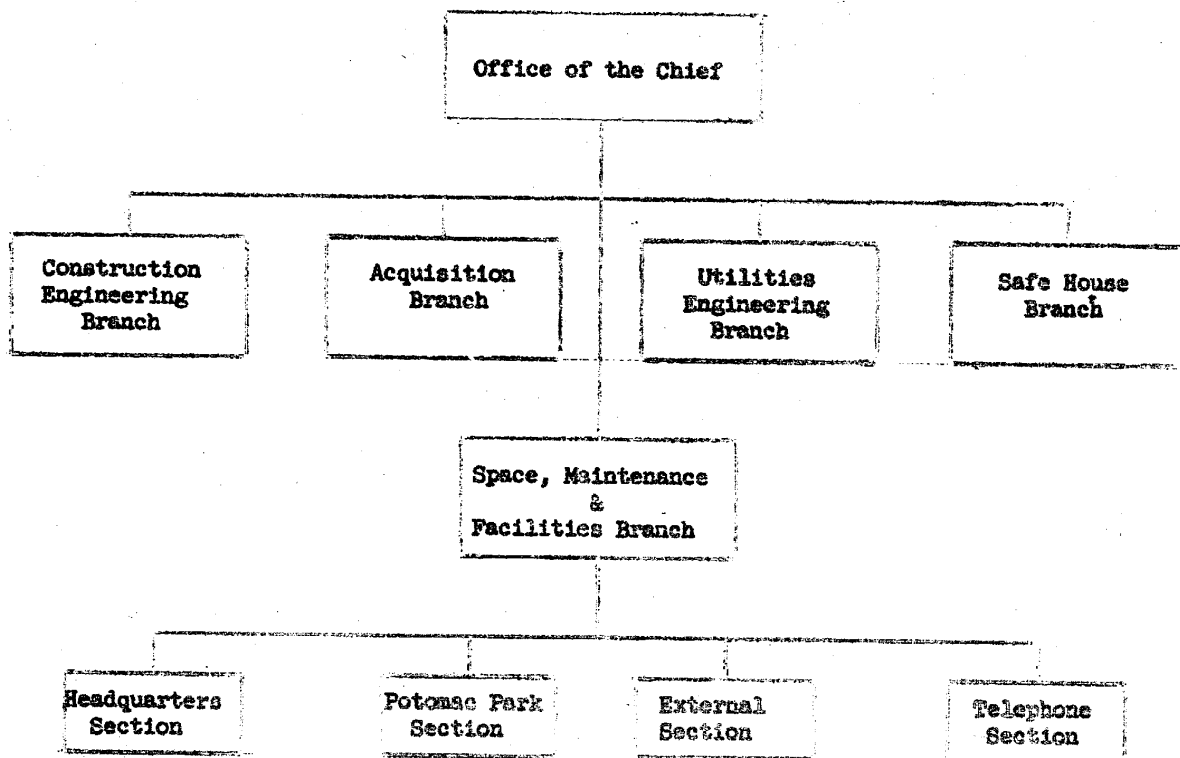 Office of the Chief
Construction
Engineering
Branch
Acquisition
Branch
Utilities
Engineering
Branch
Safe House
Branch
Space, Maintenance
&
Facilities Branch
Headquarters
Section
Potomac Park
Section
External
Section
Telephone
Section